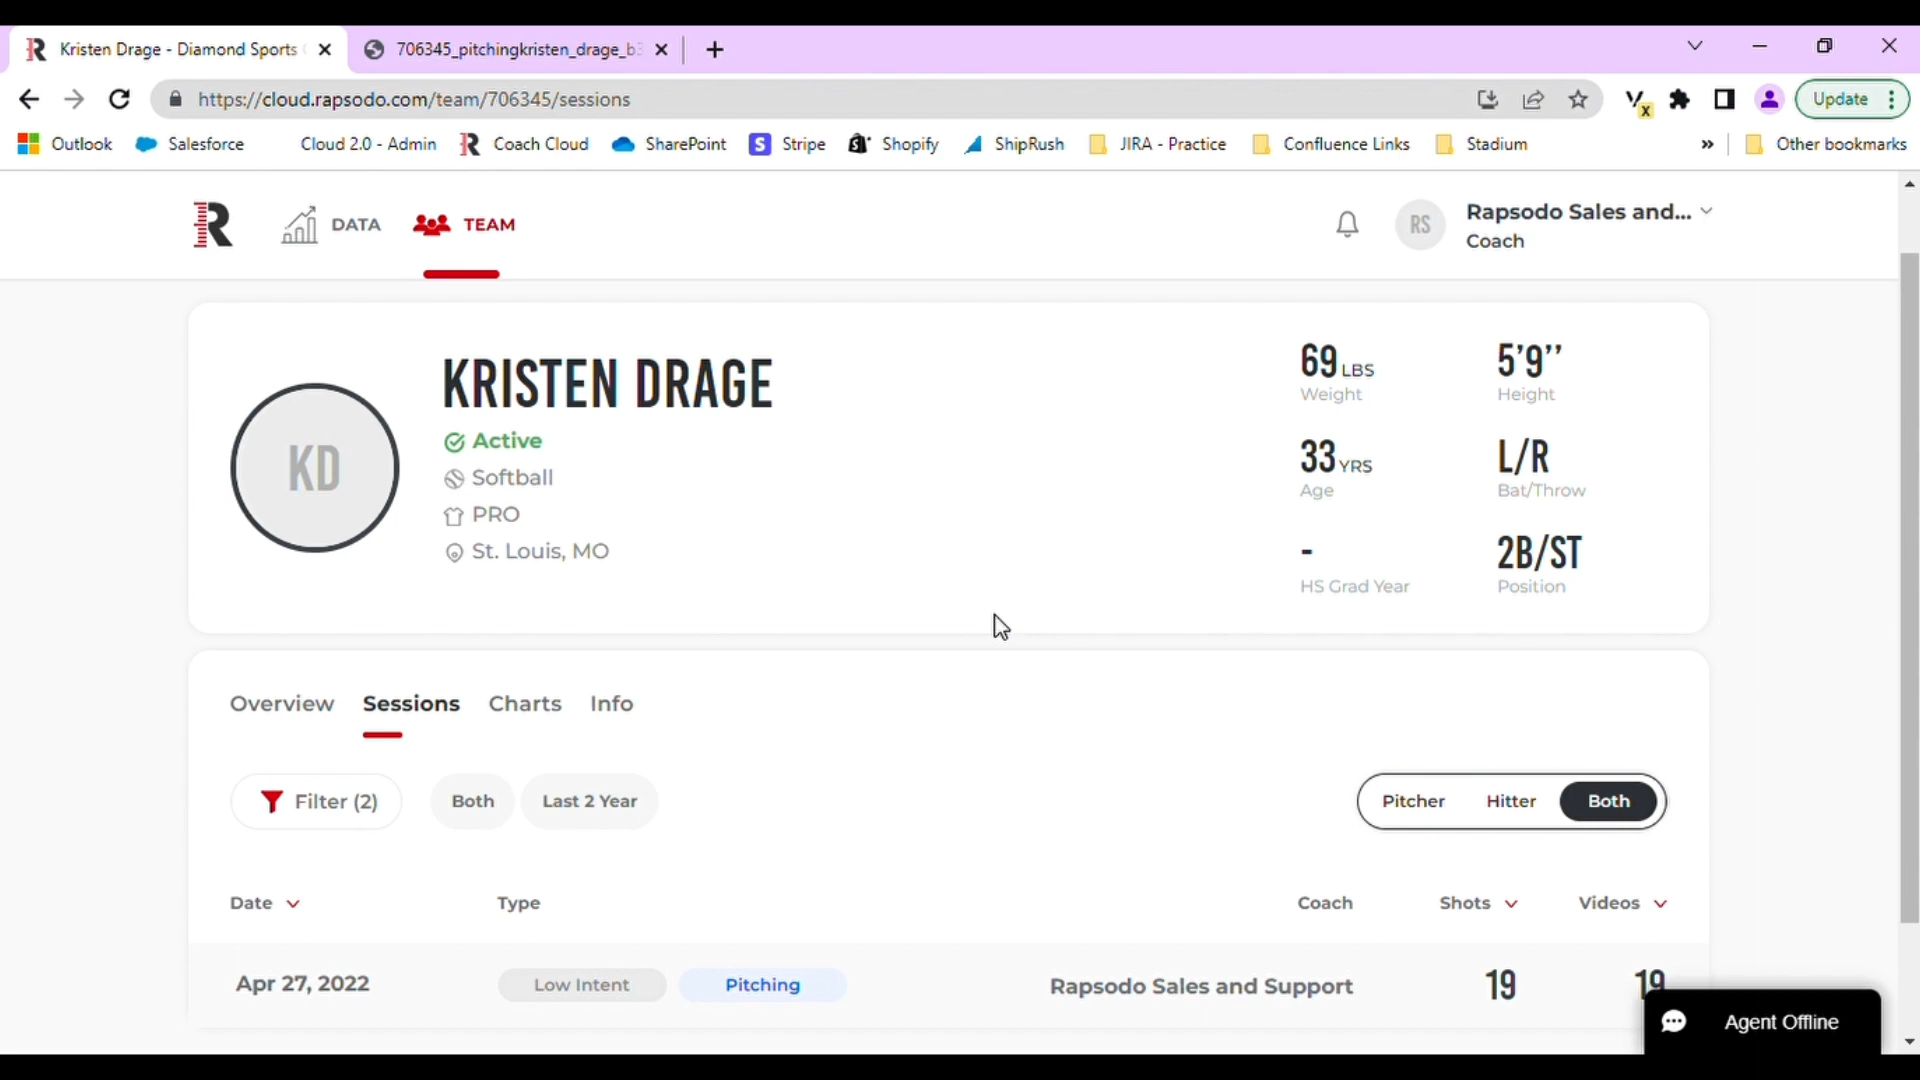 Kristen Drage - Diamond Sports
706345_pitchingkristen_drage_b
https://cloud.rapsodo.com/team/706345/sessions
Update
Outlook
Salesforce
Cloud 2.0 - Admin
Coach Cloud
SharePoint
Stripe
Shopify
ShipRush
JIRA - Practice
Confluence Links
Stadium
»
Other bookmarks
R
DATA
TEAM
RS
Rapsodo Sales and...
Coach
KD
KRISTEN DRAGE
Active
Softball
PRO
St. Louis, MO
69 LBS
Weight
5'9''
Height
33 YRS
Age
L/R
Bat/Throw
-
HS Grad Year
2B/ST
Position
Overview Sessions Charts Info
Filter (2)
Both
Last 2 Year
Pitcher Hitter Both
Date Type Coach Shots Videos
Apr 27, 2022 Low Intent Pitching Rapsodo Sales and Support 19 19
Agent Offline